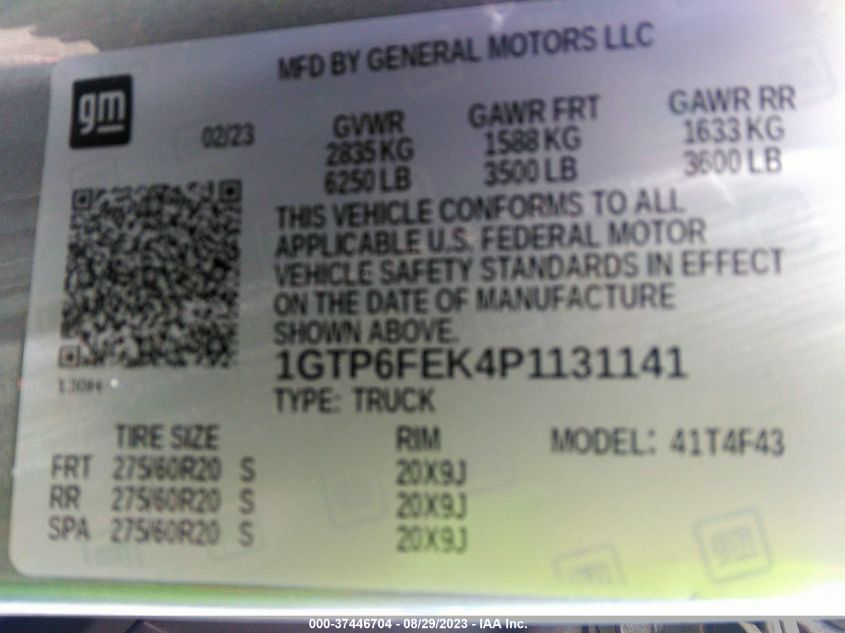 MFD BY GENERAL MOTORS LLC
gm
02/23
GVWR GAWR FRT GAWR RR
2835 KG 1588 KG 1633 KG
6250 LB 3500 LB 3600 LB
THIS VEHICLE CONFORMS TO ALL
APPLICABLE U.S. FEDERAL MOTOR
VEHICLE SAFETY STANDARDS IN EFFECT
ON THE DATE OF MANUFACTURE
SHOWN ABOVE.
1GTP6FEK4P1131141
TYPE: TRUCK
TIRE SIZE RIM MODEL: 41T4F43
FRT 275/60R20 S 20X9J
RR 275/60R20 S 20X9J
SPA 275/60R20 S 20X9J
gm
000-37446704 - 08/29/2023 - IAA Inc.